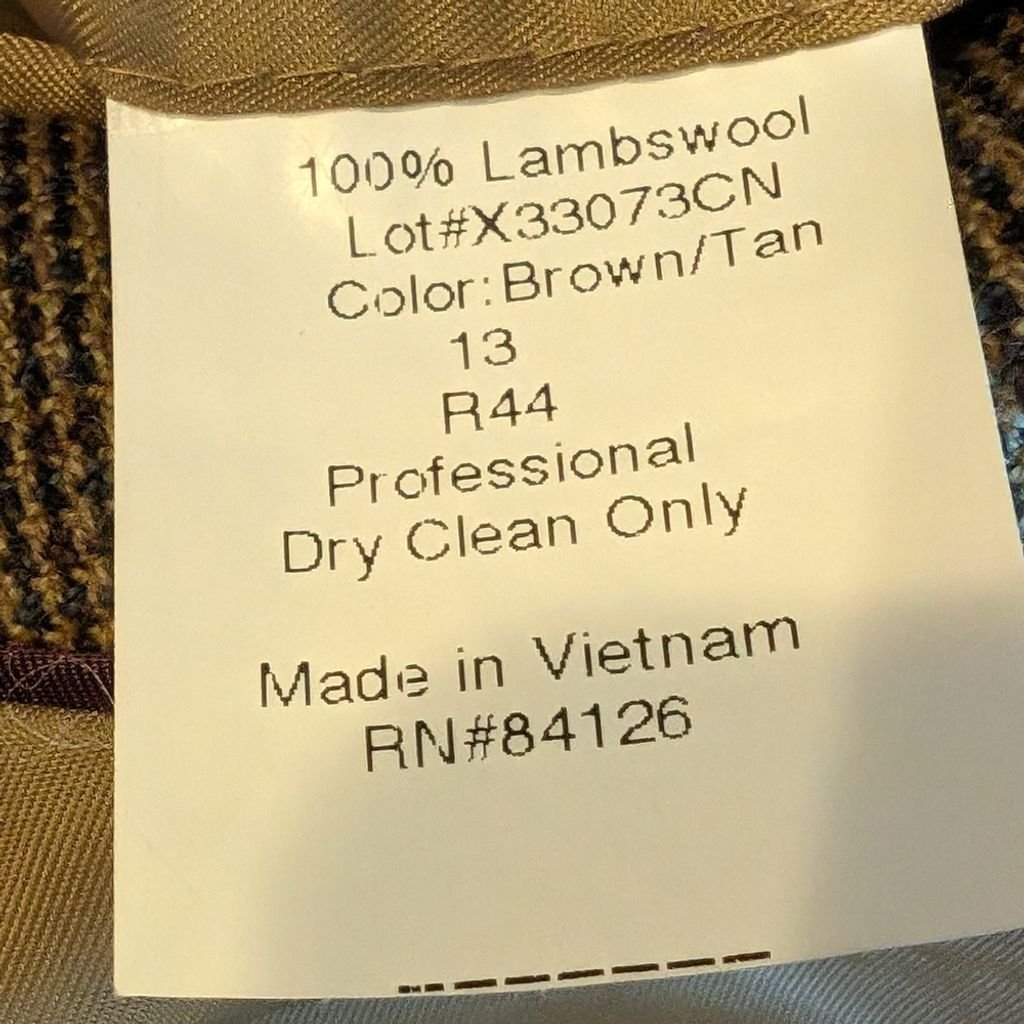 100% Lambswool
Lot#X33073CN
Color:Brown/Tan
13
R44
Professional
Dry Clean Only
Made in Vietnam
RN#84126